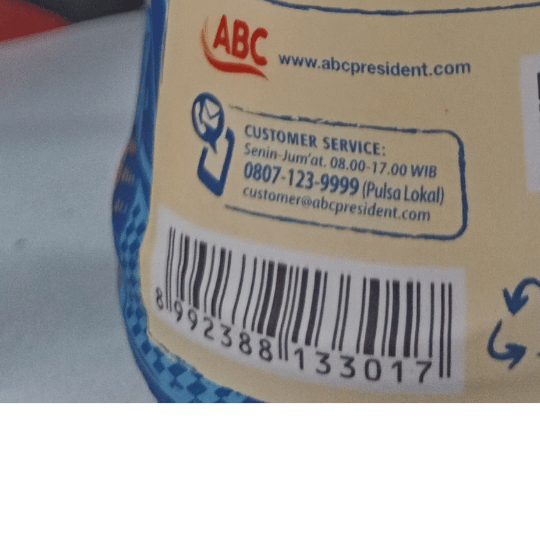 ABC
www.abcpresident.com
CUSTOMER SERVICE:
Senin-Jum'at. 08.00-17.00 WIB
0807-123-9999 (Pulsa Lokal)
customer@abcpresident.com
8 992388 133017